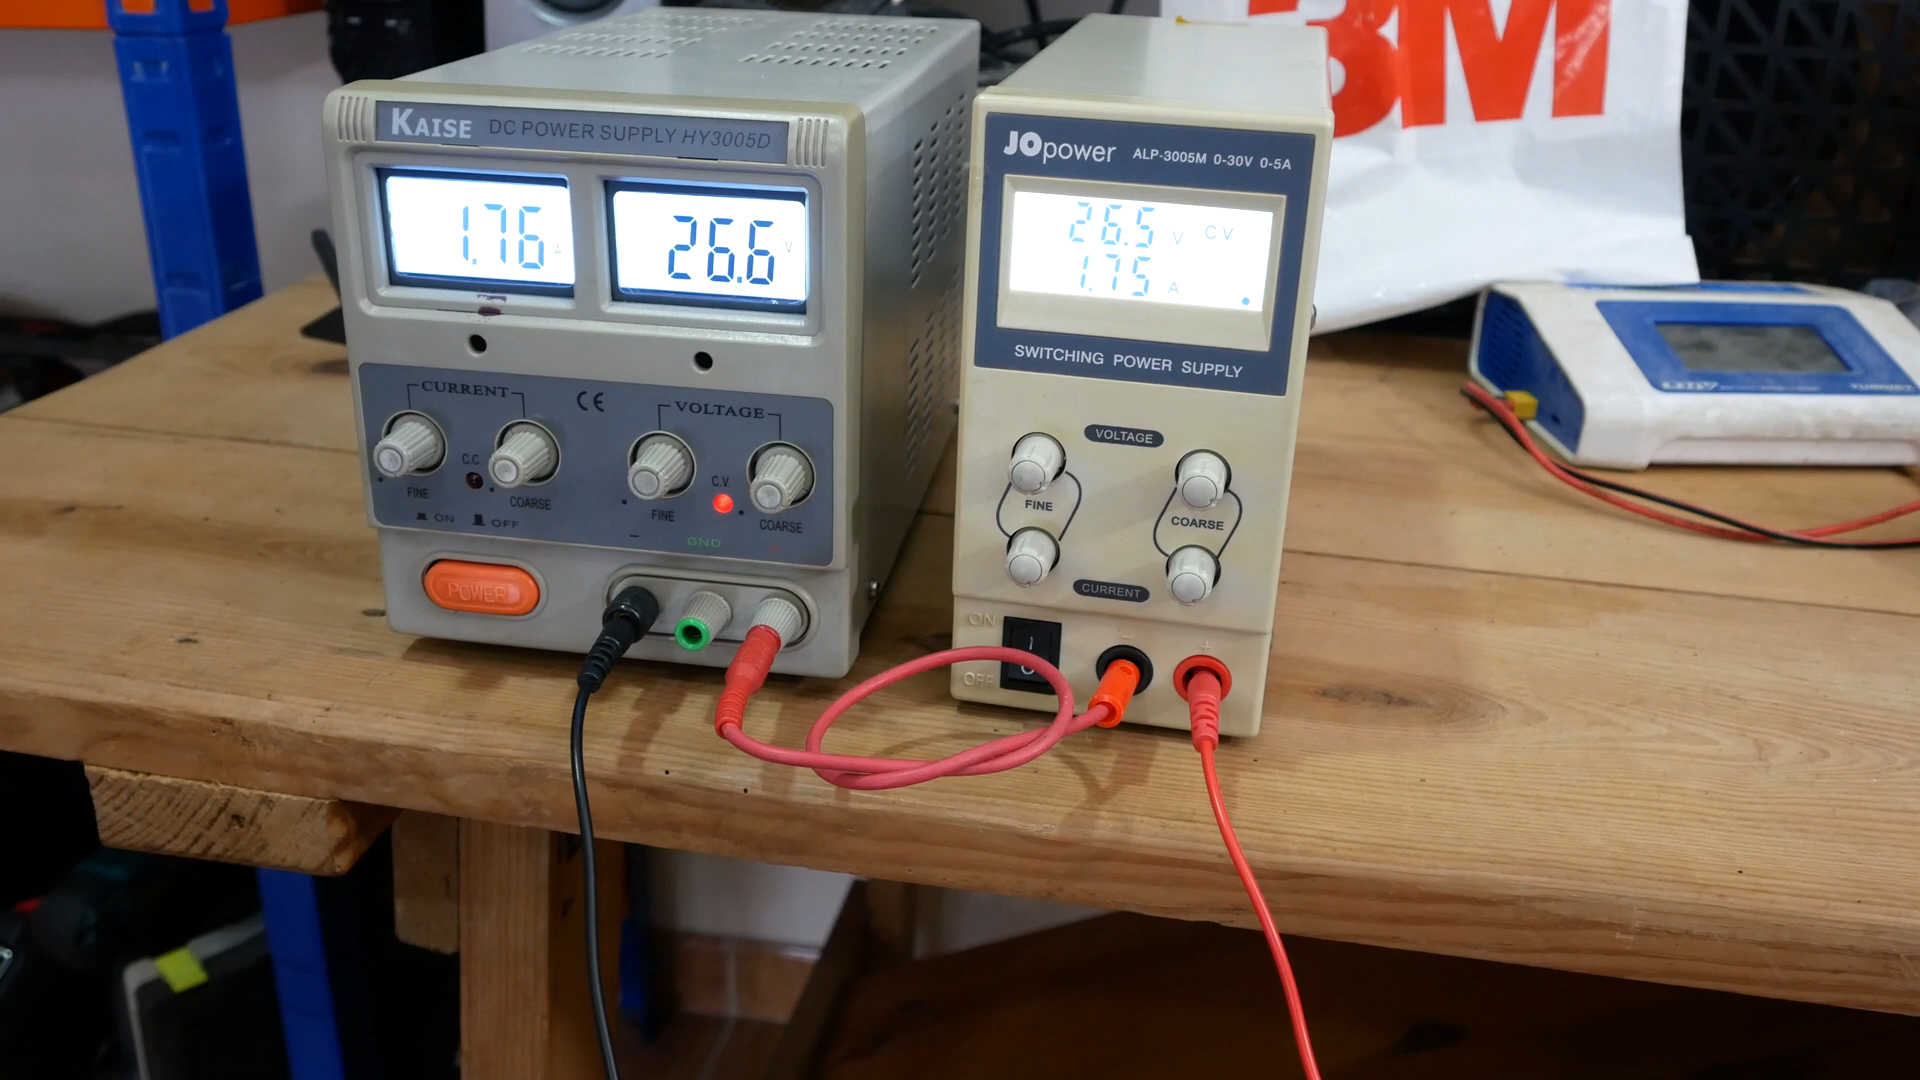 3M
KAISE DC POWER SUPPLY HY3005D
1.76 A
26.6 V
CURRENT
CE
VOLTAGE
C.C.
C.V.
FINE
COARSE
FINE
COARSE
ON OFF
− GND +
POWER
JOpower ALP-3005M 0-30V 0-5A
26.5 V C.V
1.75 A
SWITCHING POWER SUPPLY
VOLTAGE
FINE
COARSE
CURRENT
ON
OFF
I
O
− +
TURNIGY